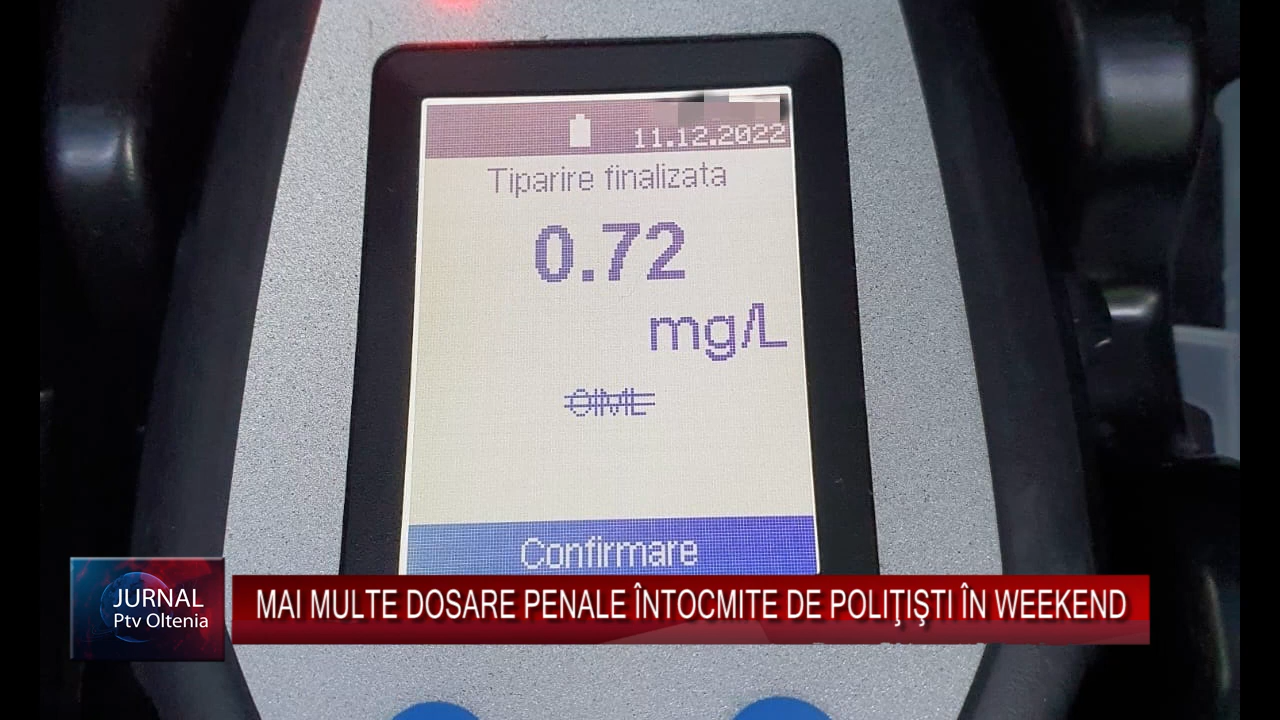 11.12.2022
Tiparire finalizata
0.72
mg/L
OIML
Confirmare
JURNAL
Ptv Oltenia
MAI MULTE DOSARE PENALE ÎNTOCMITE DE POLIŢIŞTI ÎN WEEKEND